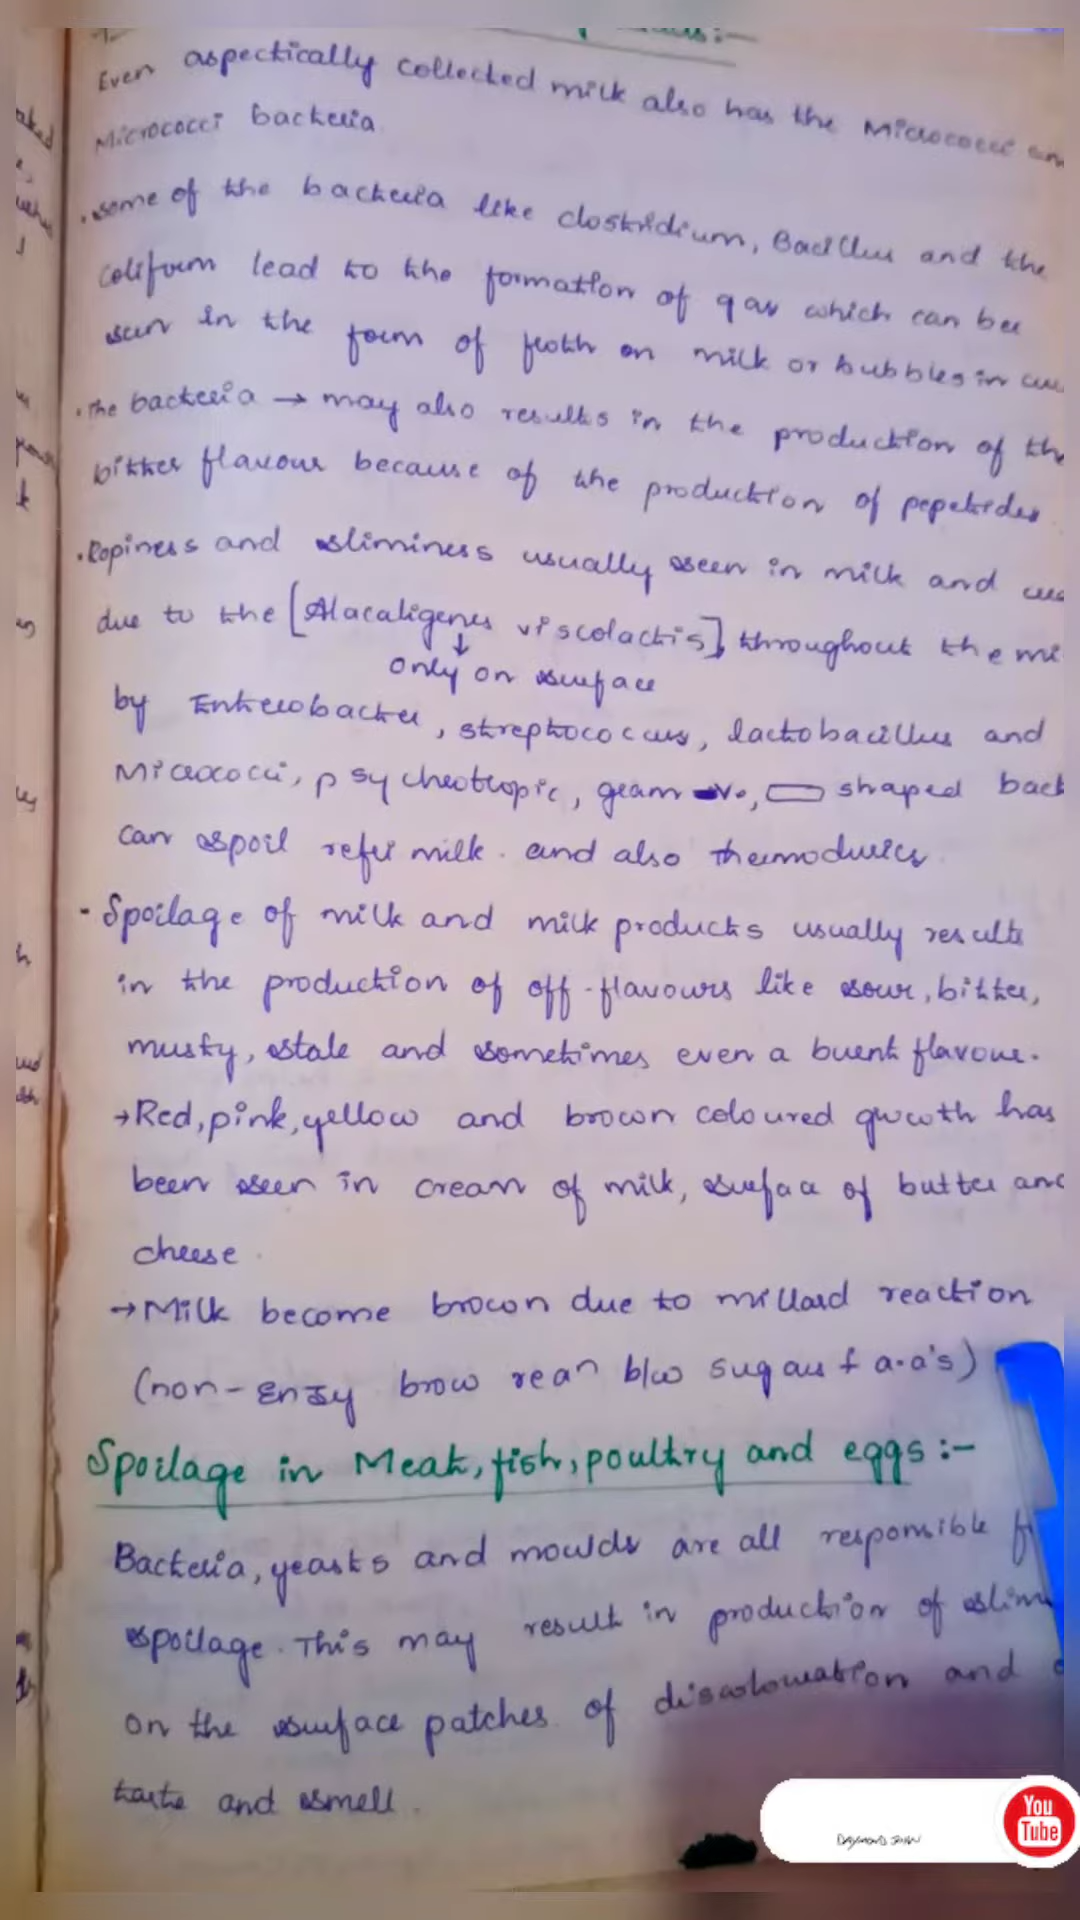 Even aspectically collected milk also has the Micrococci
Micrococci bacteria
. some of the bacteria like clostridium, Bacillus and the
coliform lead to the formation of gas which can bee
seen in the form of froth on milk or bubbles in
. The bacteria → may also results in the production of
bitter flavour because of the production of pepetides
. Ropiness and sliminess usually seen in milk and
due to the [Alacaligenes viscolactis] throughout the
↓
only on surface
by Enterobacter, streptococcus, lactobacillus and
Micrococci, psycheotropic, gram -ve, shaped
can spoil refri milk. and also thermodurics
- Spoilage of milk and milk products usually results
in the production of off-flavours like sour, bitter,
musty, stale and sometimes even a burnt flavour.
→ Red, pink, yellow and brown coloured growth has
been seen in cream of milk, surface of butter and
cheese.
→ Milk become brown due to millard reaction
(non-enzy brow rean b/w sugars & a.a's)
Spoilage in Meat, fish, poultry and eggs :-
Bacteria, yeasts and moulds are all responsible
spoilage. This may result in production of
on the surface patches of discolouration and
taste and smell.
You
Tube